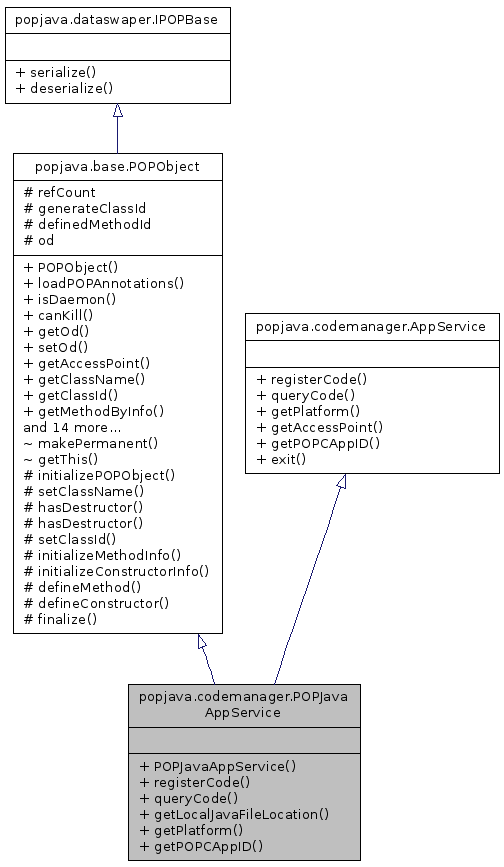 popjava.dataswaper.IPOPBase
+ serialize()
+ deserialize()
popjava.base.POPObject
# refCount
# generateClassId
# definedMethodId
# od
+ POPObject()
+ loadPOPAnnotations()
+ isDaemon()
+ canKill()
+ getOd()
+ setOd()
+ getAccessPoint()
+ getClassName()
+ getClassId()
+ getMethodByInfo()
and 14 more...
~ makePermanent()
~ getThis()
# initializePOPObject()
# setClassName()
# hasDestructor()
# hasDestructor()
# setClassId()
# initializeMethodInfo()
# initializeConstructorInfo()
# defineMethod()
# defineConstructor()
# finalize()
popjava.codemanager.AppService
+ registerCode()
+ queryCode()
+ getPlatform()
+ getAccessPoint()
+ getPOPCAppID()
+ exit()
popjava.codemanager.POPJava
AppService
+ POPJavaAppService()
+ registerCode()
+ queryCode()
+ getLocalJavaFileLocation()
+ getPlatform()
+ getPOPCAppID()